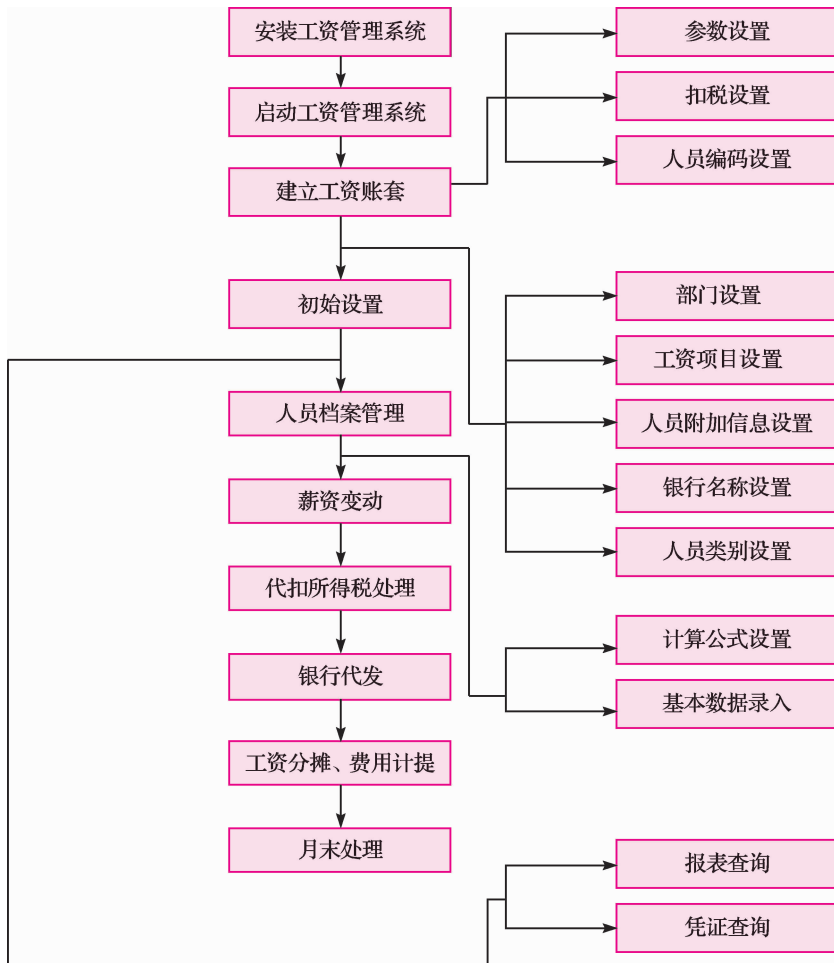 安装工资管理系统
启动工资管理系统
建立工资账套
初始设置
人员档案管理
薪资变动
代扣所得税处理
银行代发
工资分摊、费用计提
月末处理
参数设置
扣税设置
人员编码设置
部门设置
工资项目设置
人员附加信息设置
银行名称设置
人员类别设置
计算公式设置
基本数据录入
报表查询
凭证查询